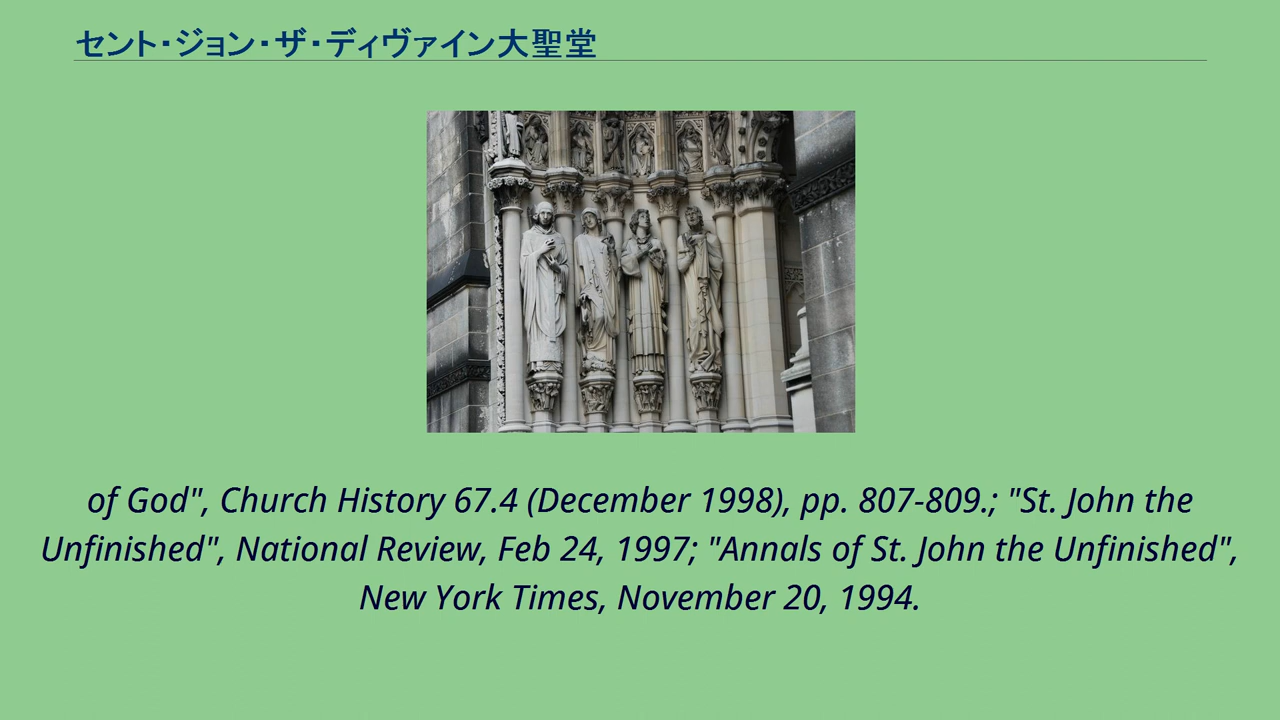 セント・ジョン・ザ・ディヴァイン大聖堂
of God", Church History 67.4 (December 1998), pp. 807-809.; "St. John the
Unfinished", National Review, Feb 24, 1997; "Annals of St. John the Unfinished",
New York Times, November 20, 1994.